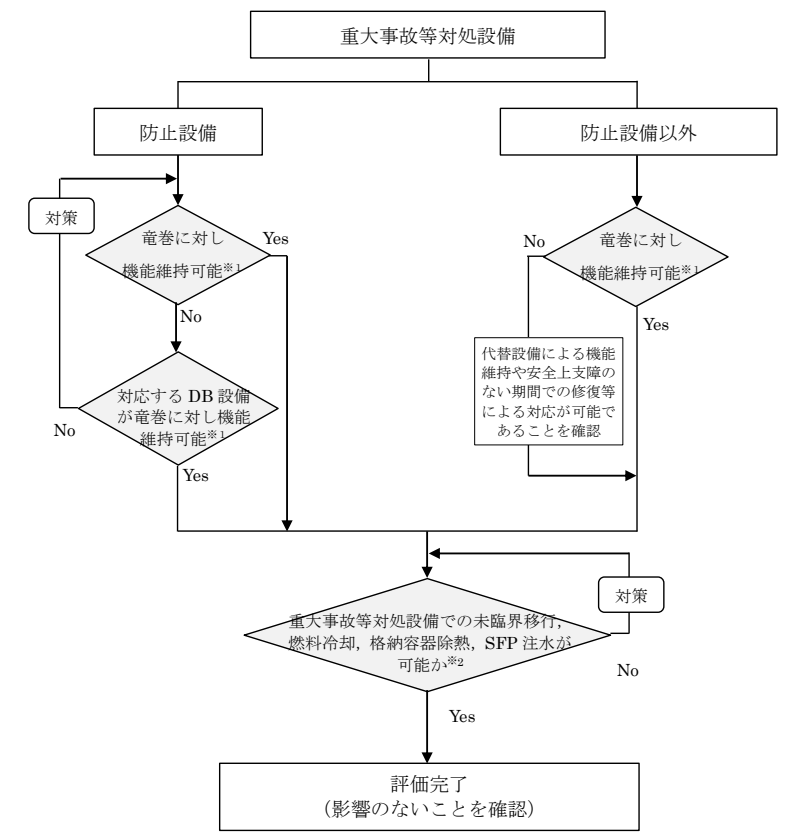 重大事故等対処設備
防止設備
防止設備以外
対策
竜巻に対し
機能維持可能※1
Yes
No
対応する DB 設備
が竜巻に対し機能
維持可能※1
No
Yes
No
竜巻に対し
機能維持可能※1
Yes
代替設備による機能
維持や安全上支障の
ない期間での修復等
による対応が可能で
あることを確認
対策
重大事故等対処設備での未臨界移行,
燃料冷却, 格納容器除熱, SFP 注水が
可能か※2
No
Yes
評価完了
（影響のないことを確認）